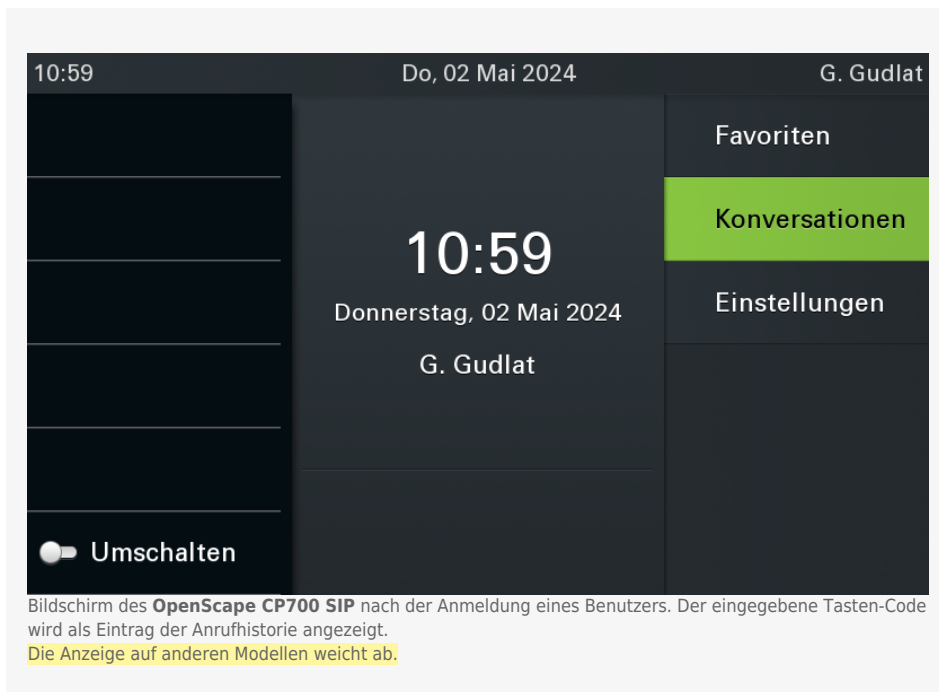 10:59 Do, 02 Mai 2024 G. Gudlat
Favoriten
Konversationen
10:59
Einstellungen
Donnerstag, 02 Mai 2024
G. Gudlat
Umschalten
Bildschirm des OpenScape CP700 SIP nach der Anmeldung eines Benutzers. Der eingegebene Tasten-Code
wird als Eintrag der Anrufhistorie angezeigt.
Die Anzeige auf anderen Modellen weicht ab.